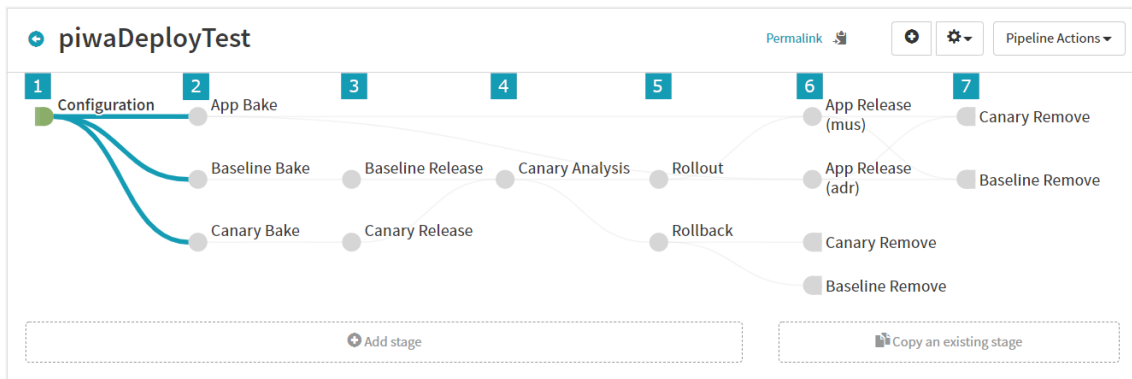 piwaDeployTest
Permalink
Pipeline Actions
1
2
3
4
5
6
7
Configuration
App Bake
App Release
(mus)
Canary Remove
Baseline Bake
Baseline Release
Canary Analysis
Rollout
App Release
(adr)
Baseline Remove
Canary Bake
Canary Release
Rollback
Canary Remove
Baseline Remove
Add stage
Copy an existing stage